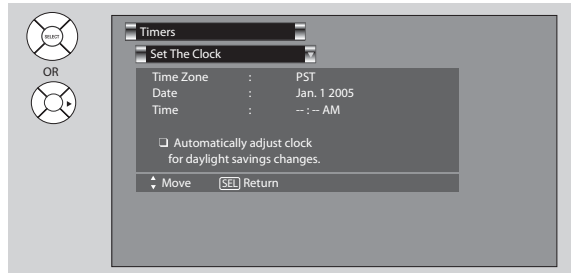 SELECT
OR
Timers
Set The Clock
Time Zone : PST
Date : Jan. 1 2005
Time : -- : -- AM
❏ Automatically adjust clock
for daylight savings changes.
Move SEL Return